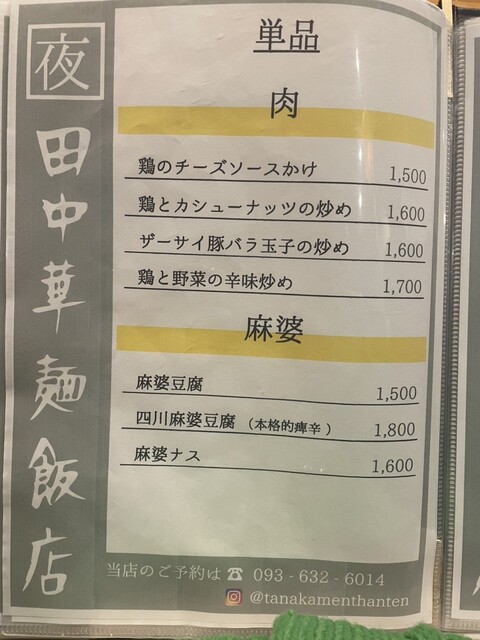 夜
田中華麺飯店
単品
肉
鶏のチーズソースかけ 1,500
鶏とカシューナッツの炒め 1,600
ザーサイ豚バラ玉子の炒め 1,600
鶏と野菜の辛味炒め 1,700
麻婆
麻婆豆腐 1,500
四川麻婆豆腐 （本格的痺辛） 1,800
麻婆ナス 1,600
当店のご予約は ☎ 093 - 632 - 6014
@tanakamenthanten